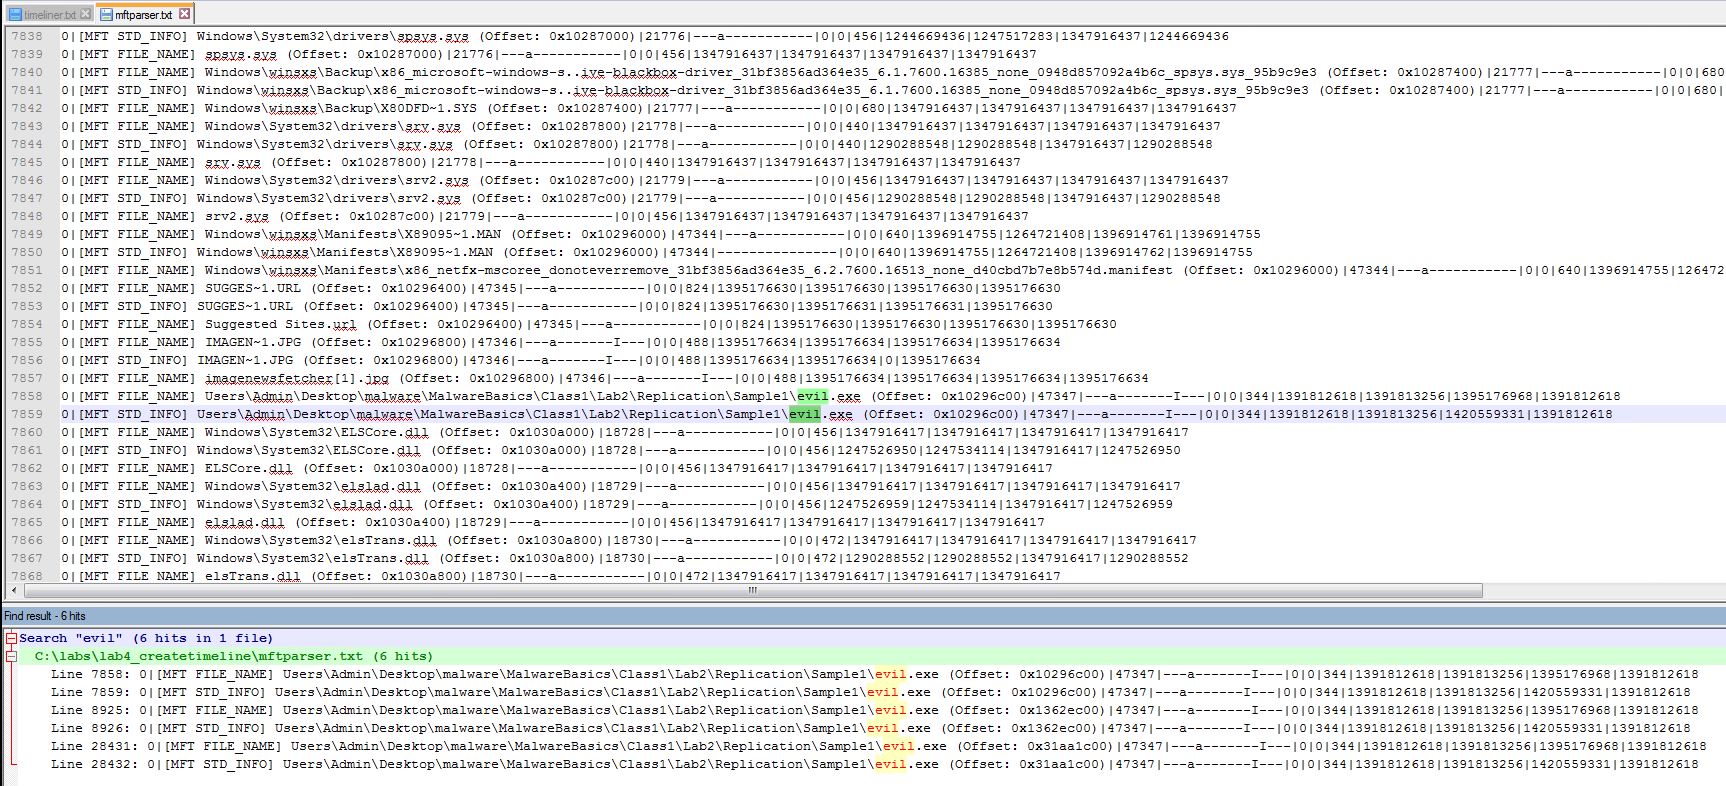 timeliner.txt mftparser.txt
7838 0|[MFT STD_INFO] Windows\System32\drivers\spsys.sys (Offset: 0x10287000)|21776|---a-----------|0|0|456|1244669436|1247517283|1347916437|1244669436
7839 0|[MFT FILE_NAME] spsys.sys (Offset: 0x10287000)|21776|---a-----------|0|0|456|1347916437|1347916437|1347916437|1347916437
7840 0|[MFT FILE_NAME] Windows\winsxs\Backup\x86_microsoft-windows-s..ive-blackbox-driver_31bf3856ad364e35_6.1.7600.16385_none_0948d857092a4b6c_spsys.sys_95b9c9e3 (Offset: 0x10287400)|21777|---a-----------|0|0|680
7841 0|[MFT STD_INFO] Windows\winsxs\Backup\x86_microsoft-windows-s..ive-blackbox-driver_31bf3856ad364e35_6.1.7600.16385_none_0948d857092a4b6c_spsys.sys_95b9c9e3 (Offset: 0x10287400)|21777|---a-----------|0|0|680|
7842 0|[MFT FILE_NAME] Windows\winsxs\Backup\X80DFD~1.SYS (Offset: 0x10287400)|21777|---a-----------|0|0|680|1347916437|1347916437|1347916437|1347916437
7843 0|[MFT FILE_NAME] Windows\System32\drivers\srv.sys (Offset: 0x10287800)|21778|---a-----------|0|0|440|1347916437|1347916437|1347916437|1347916437
7844 0|[MFT STD_INFO] Windows\System32\drivers\srv.sys (Offset: 0x10287800)|21778|---a-----------|0|0|440|1290288548|1290288548|1347916437|1290288548
7845 0|[MFT FILE_NAME] srv.sys (Offset: 0x10287800)|21778|---a-----------|0|0|440|1347916437|1347916437|1347916437|1347916437
7846 0|[MFT FILE_NAME] Windows\System32\drivers\srv2.sys (Offset: 0x10287c00)|21779|---a-----------|0|0|456|1347916437|1347916437|1347916437|1347916437
7847 0|[MFT STD_INFO] Windows\System32\drivers\srv2.sys (Offset: 0x10287c00)|21779|---a-----------|0|0|456|1290288548|1290288548|1347916437|1290288548
7848 0|[MFT FILE_NAME] srv2.sys (Offset: 0x10287c00)|21779|---a-----------|0|0|456|1347916437|1347916437|1347916437|1347916437
7849 0|[MFT FILE_NAME] Windows\winsxs\Manifests\X89095~1.MAN (Offset: 0x10296000)|47344|---a-----------|0|0|640|1396914755|1264721408|1396914761|1396914755
7850 0|[MFT STD_INFO] Windows\winsxs\Manifests\X89095~1.MAN (Offset: 0x10296000)|47344|---------------|0|0|640|1396914755|1264721408|1396914762|1396914755
7851 0|[MFT FILE_NAME] Windows\winsxs\Manifests\x86_netfx-mscoree_donoteverremove_31bf3856ad364e35_6.2.7600.16513_none_d40cbd7b7e8b574d.manifest (Offset: 0x10296000)|47344|---a-----------|0|0|640|1396914755|126472
7852 0|[MFT FILE_NAME] SUGGES~1.URL (Offset: 0x10296400)|47345|---a-----------|0|0|824|1395176630|1395176630|1395176630|1395176630
7853 0|[MFT STD_INFO] SUGGES~1.URL (Offset: 0x10296400)|47345|---a-----------|0|0|824|1395176630|1395176631|1395176631|1395176630
7854 0|[MFT FILE_NAME] Suggested Sites.url (Offset: 0x10296400)|47345|---a-----------|0|0|824|1395176630|1395176630|1395176630|1395176630
7855 0|[MFT FILE_NAME] IMAGEN~1.JPG (Offset: 0x10296800)|47346|---a-------I---|0|0|488|1395176634|1395176634|1395176634|1395176634
7856 0|[MFT STD_INFO] IMAGEN~1.JPG (Offset: 0x10296800)|47346|---a-------I---|0|0|488|1395176634|1395176634|0|1395176634
7857 0|[MFT FILE_NAME] imagenewsfetcher[1].jpg (Offset: 0x10296800)|47346|---a-------I---|0|0|488|1395176634|1395176634|1395176634|1395176634
7858 0|[MFT FILE_NAME] Users\Admin\Desktop\malware\MalwareBasics\Class1\Lab2\Replication\Sample1\evil.exe (Offset: 0x10296c00)|47347|---a-------I---|0|0|344|1391812618|1391813256|1395176968|1391812618
7859 0|[MFT STD_INFO] Users\Admin\Desktop\malware\MalwareBasics\Class1\Lab2\Replication\Sample1\evil.exe (Offset: 0x10296c00)|47347|---a-------I---|0|0|344|1391812618|1391813256|1420559331|1391812618
7860 0|[MFT FILE_NAME] Windows\System32\ELSCore.dll (Offset: 0x1030a000)|18728|---a-----------|0|0|456|1347916417|1347916417|1347916417|1347916417
7861 0|[MFT STD_INFO] Windows\System32\ELSCore.dll (Offset: 0x1030a000)|18728|---a-----------|0|0|456|1247526950|1247534114|1347916417|1247526950
7862 0|[MFT FILE_NAME] ELSCore.dll (Offset: 0x1030a000)|18728|---a-----------|0|0|456|1347916417|1347916417|1347916417|1347916417
7863 0|[MFT FILE_NAME] Windows\System32\elslad.dll (Offset: 0x1030a400)|18729|---a-----------|0|0|456|1347916417|1347916417|1347916417|1347916417
7864 0|[MFT STD_INFO] Windows\System32\elslad.dll (Offset: 0x1030a400)|18729|---a-----------|0|0|456|1247526959|1247534114|1347916417|1247526959
7865 0|[MFT FILE_NAME] elslad.dll (Offset: 0x1030a400)|18729|---a-----------|0|0|456|1347916417|1347916417|1347916417|1347916417
7866 0|[MFT FILE_NAME] Windows\System32\elsTrans.dll (Offset: 0x1030a800)|18730|---a-----------|0|0|472|1347916417|1347916417|1347916417|1347916417
7867 0|[MFT STD_INFO] Windows\System32\elsTrans.dll (Offset: 0x1030a800)|18730|---a-----------|0|0|472|1290288552|1290288552|1347916417|1290288552
7868 0|[MFT FILE_NAME] elsTrans.dll (Offset: 0x1030a800)|18730|---a-----------|0|0|472|1347916417|1347916417|1347916417|1347916417
Find result - 6 hits
Search "evil" (6 hits in 1 file)
C:\labs\lab4_createtimeline\mftparser.txt (6 hits)
Line 7858: 0|[MFT FILE_NAME] Users\Admin\Desktop\malware\MalwareBasics\Class1\Lab2\Replication\Sample1\evil.exe (Offset: 0x10296c00)|47347|---a-------I---|0|0|344|1391812618|1391813256|1395176968|1391812618
Line 7859: 0|[MFT STD_INFO] Users\Admin\Desktop\malware\MalwareBasics\Class1\Lab2\Replication\Sample1\evil.exe (Offset: 0x10296c00)|47347|---a-------I---|0|0|344|1391812618|1391813256|1420559331|1391812618
Line 8925: 0|[MFT FILE_NAME] Users\Admin\Desktop\malware\MalwareBasics\Class1\Lab2\Replication\Sample1\evil.exe (Offset: 0x1362ec00)|47347|---a-------I---|0|0|344|1391812618|1391813256|1395176968|1391812618
Line 8926: 0|[MFT STD_INFO] Users\Admin\Desktop\malware\MalwareBasics\Class1\Lab2\Replication\Sample1\evil.exe (Offset: 0x1362ec00)|47347|---a-------I---|0|0|344|1391812618|1391813256|1420559331|1391812618
Line 28431: 0|[MFT FILE_NAME] Users\Admin\Desktop\malware\MalwareBasics\Class1\Lab2\Replication\Sample1\evil.exe (Offset: 0x31aa1c00)|47347|---a-------I---|0|0|344|1391812618|1391813256|1395176968|1391812618
Line 28432: 0|[MFT STD_INFO] Users\Admin\Desktop\malware\MalwareBasics\Class1\Lab2\Replication\Sample1\evil.exe (Offset: 0x31aa1c00)|47347|---a-------I---|0|0|344|1391812618|1391813256|1420559331|1391812618